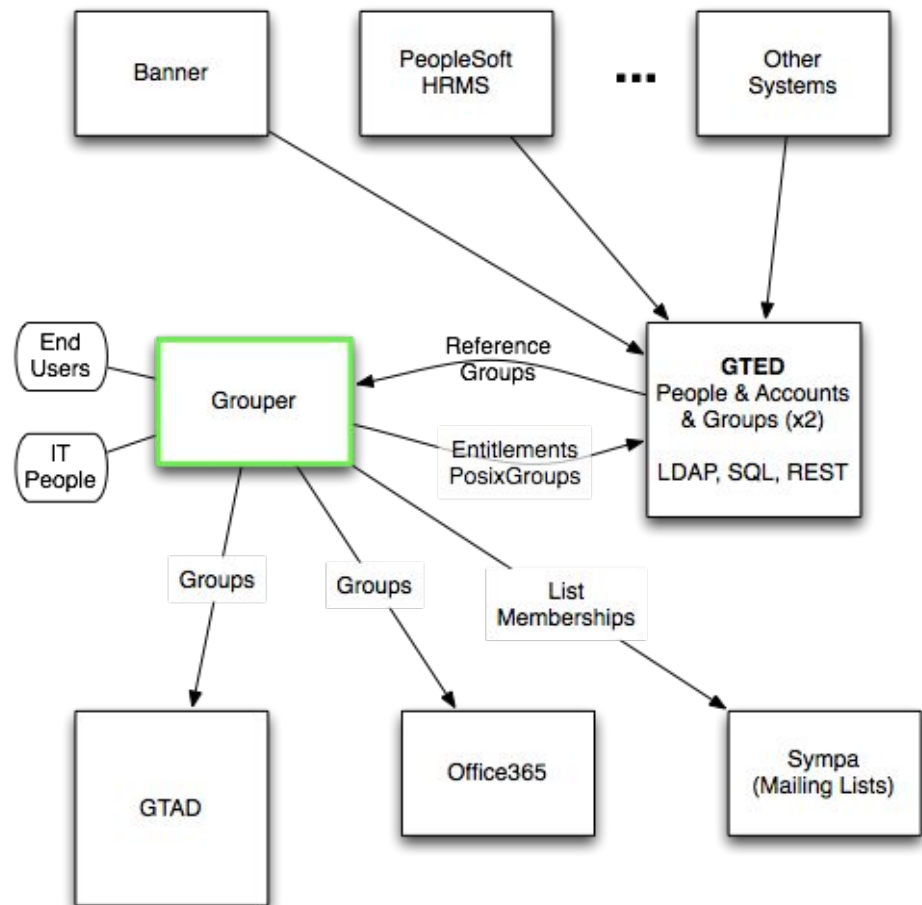 Banner
PeopleSoft
HRMS
...
Other
Systems
End
Users
IT
People
Grouper
Reference
Groups
Entitlements
PosixGroups
GTED
People & Accounts
& Groups (x2)
LDAP, SQL, REST
Groups
Groups
List
Memberships
GTAD
Office365
Sympa
(Mailing Lists)